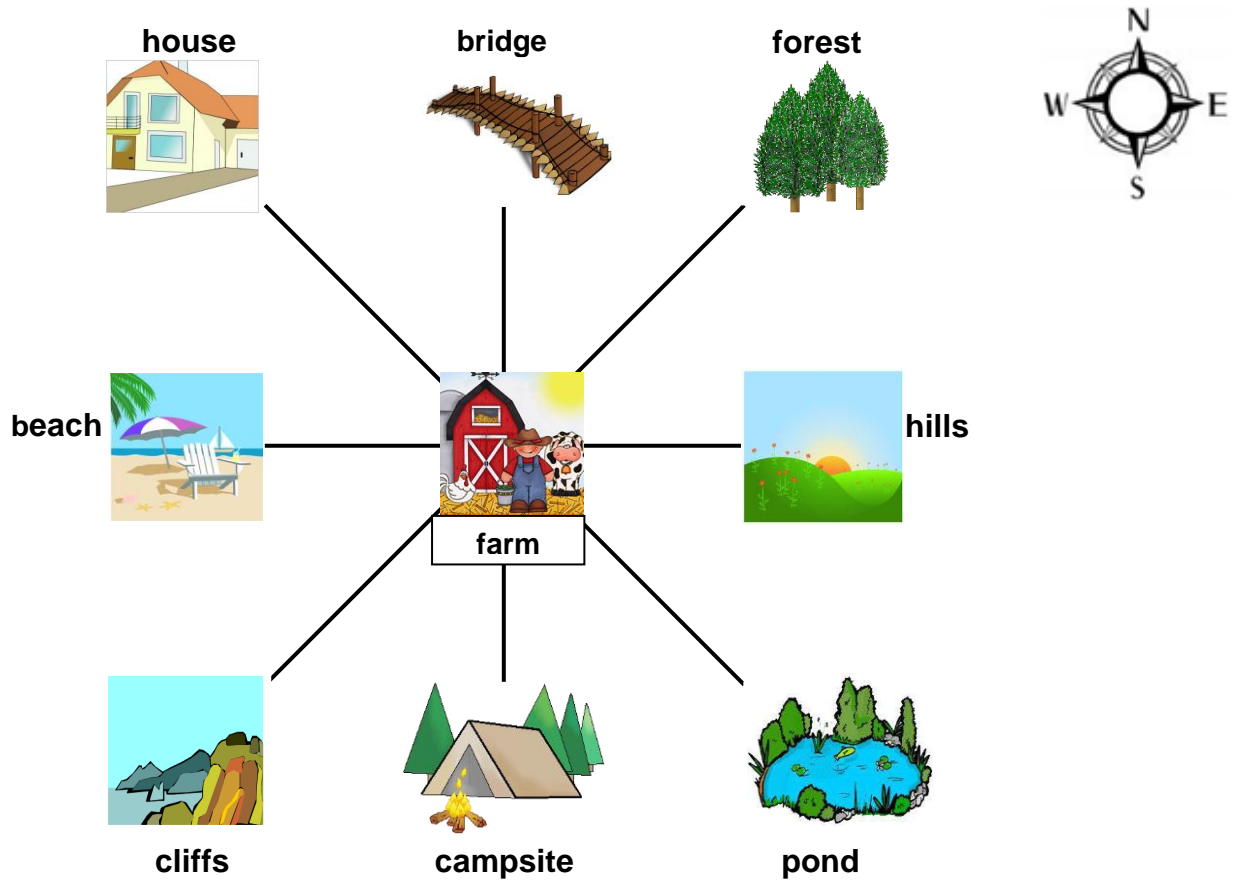 house
bridge
forest
N
W
E
S
beach
hills
farm
cliffs
campsite
pond